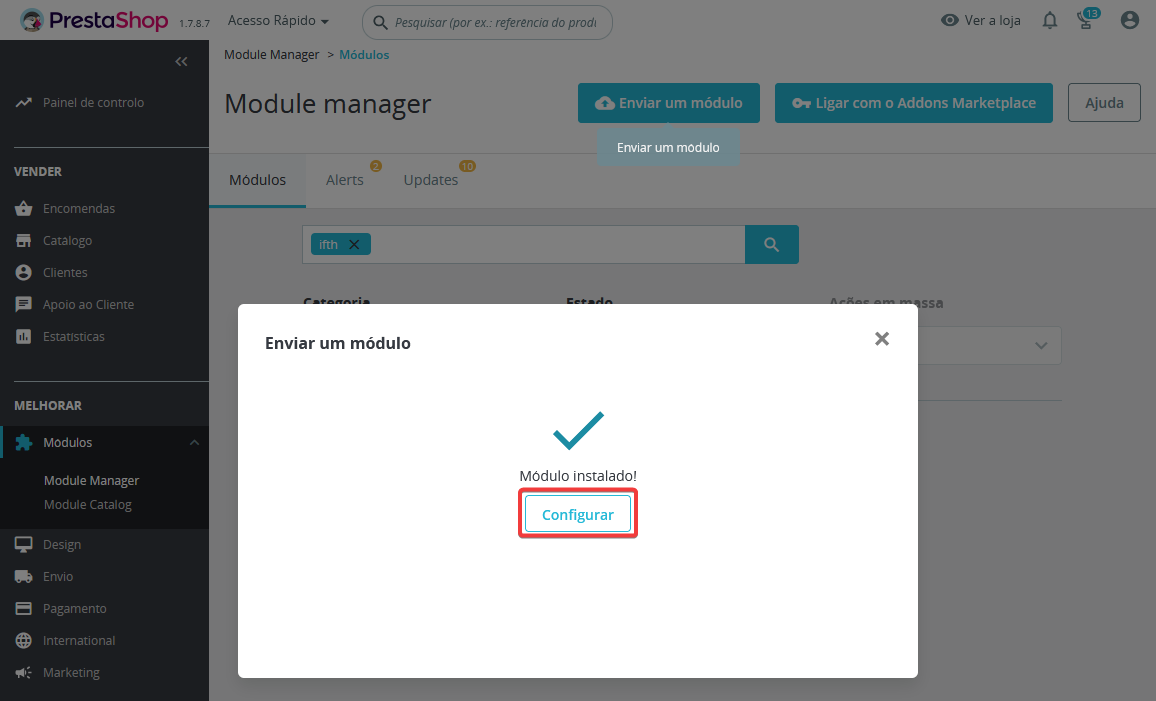 PrestaShop 1.7.8.7 Acesso Rápido Pesquisar (por ex.: referência do produ Ver a loja 13
Module Manager > Módulos
Module manager
Enviar um módulo
Ligar com o Addons Marketplace
Ajuda
Enviar um módulo
Módulos
Alerts 2
Updates 10
ifth
Categoria
Estado
Ações em massa
Painel de controlo
VENDER
Encomendas
Catalogo
Clientes
Apoio ao Cliente
Estatísticas
MELHORAR
Módulos
Module Manager
Module Catalog
Design
Envio
Pagamento
International
Marketing
Enviar um módulo
Módulo instalado!
Configurar